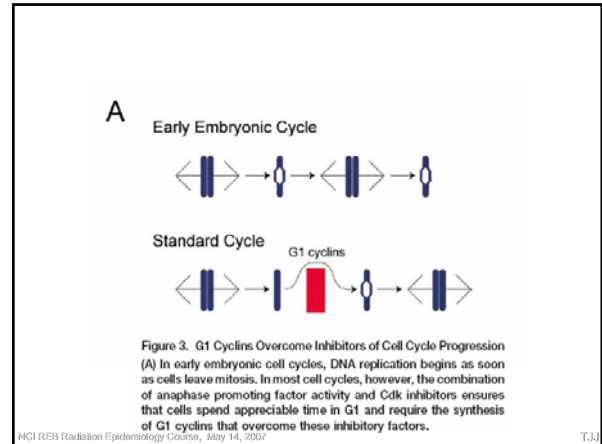 A
Early Embryonic Cycle
Standard Cycle
G1 cyclins
Figure 3. G1 Cyclins Overcome Inhibitors of Cell Cycle Progression
(A) In early embryonic cell cycles, DNA replication begins as soon
as cells leave mitosis. In most cell cycles, however, the combination
of anaphase promoting factor activity and Cdk inhibitors ensures
that cells spend appreciable time in G1 and require the synthesis
of G1 cyclins that overcome these inhibitory factors.
NCI REB Radiation Epidemiology Course, May 14, 2007
TJJ